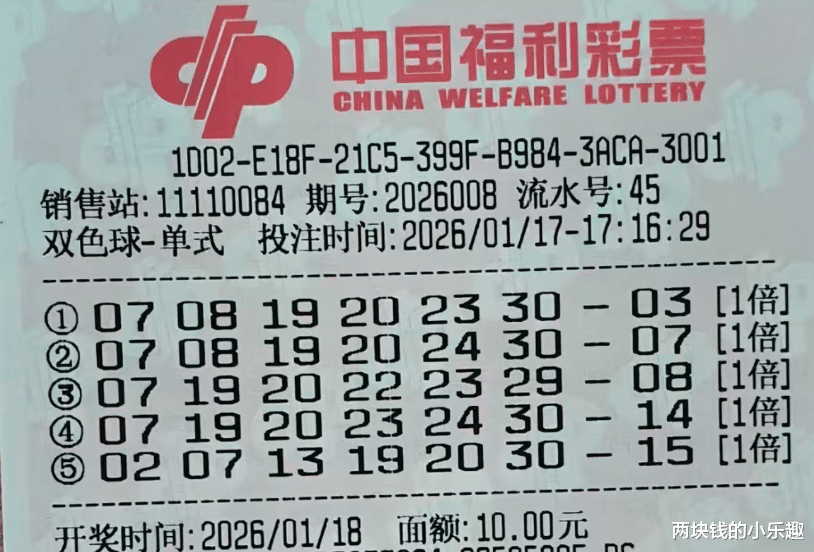 中国福利彩票
CHINA WELFARE LOTTERY
1D02-E18F-21C5-399F-B984-3ACA-3001
销售站:11110084 期号:2026008 流水号:45
双色球-单式 投注时间:2026/01/17-17:16:29
① 07 08 19 20 23 30 - 03 [1倍]
② 07 08 19 20 24 30 - 07 [1倍]
③ 07 19 20 22 23 29 - 08 [1倍]
④ 07 19 20 23 24 30 - 14 [1倍]
⑤ 02 07 13 19 20 30 - 15 [1倍]
开奖时间:2026/01/18 面额:10.00元
两块钱的小乐趣